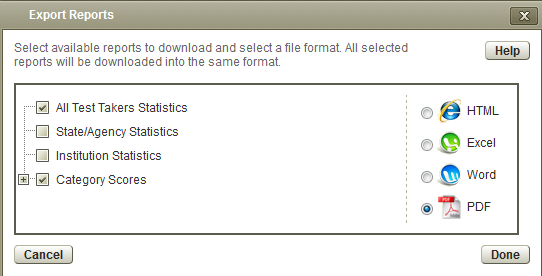 Export Reports
X
Select available reports to download and select a file format. All selected
reports will be downloaded into the same format.
Help
All Test Takers Statistics
State/Agency Statistics
Institution Statistics
Category Scores
HTML
Excel
Word
PDF
Cancel
Done